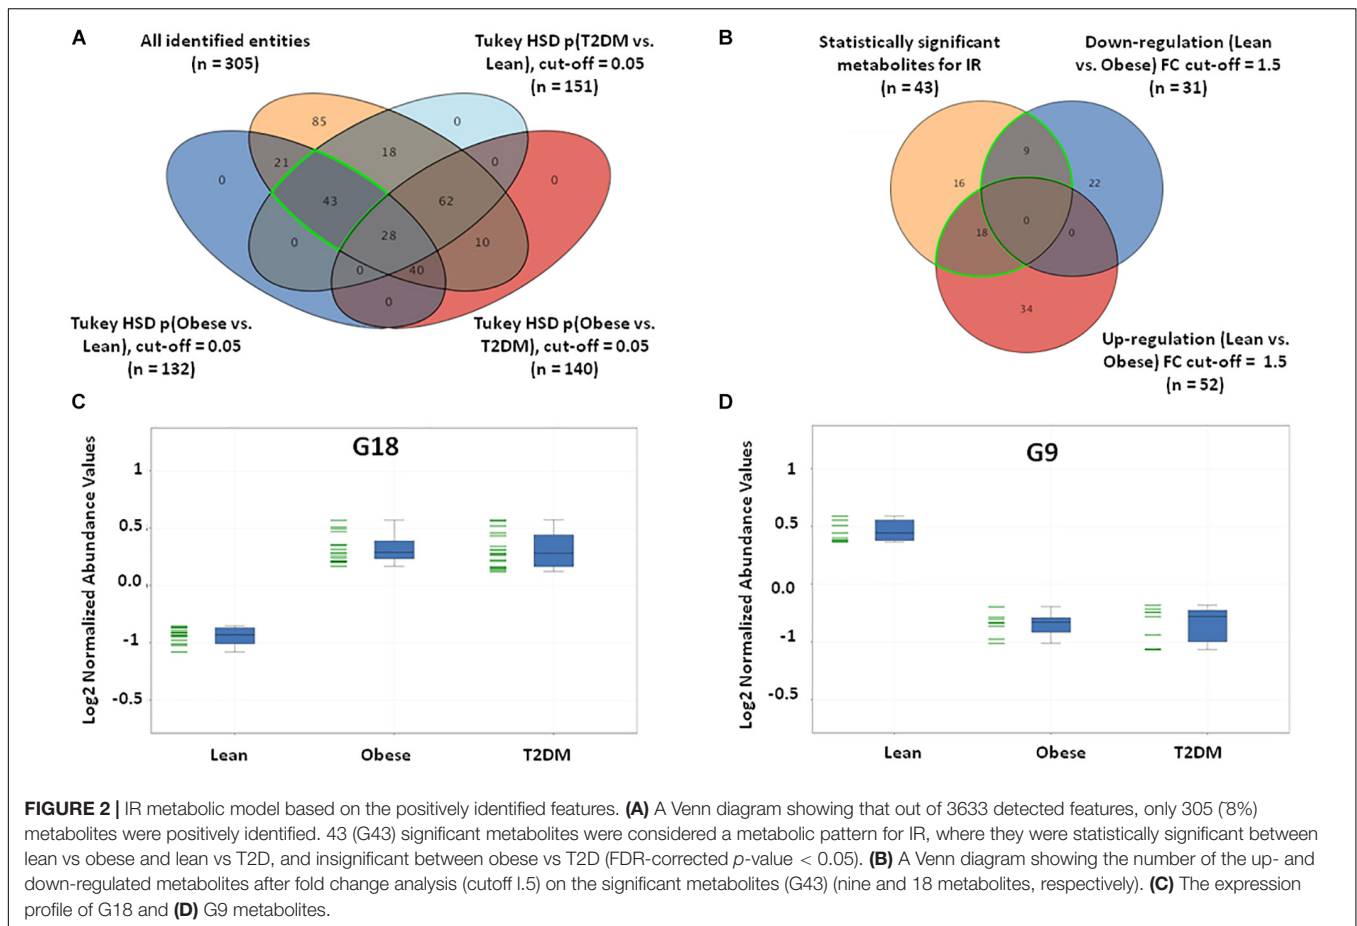 A
All identified entities
(n = 305)
Tukey HSD p(T2DM vs.
Lean), cut-off = 0.05
(n = 151)
85
0
18
21
0
0
0
43
62
28
0
10
0
40
0
Tukey HSD p(Obese vs.
Lean), cut-off = 0.05
(n = 132)
Tukey HSD p(Obese vs.
T2DM), cut-off = 0.05
(n = 140)
B
Statistically significant
metabolites for IR
(n = 43)
Down-regulation (Lean
vs. Obese) FC cut-off = 1.5
(n = 31)
9
16
22
0
18
0
34
Up-regulation (Lean vs.
Obese) FC cut-off = 1.5
(n = 52)
C
G18
Log2 Normalized Abundance Values
1
0.5
0.0
-1
-0.5
Lean
Obese
T2DM
D
G9
Log2 Normalized Abundance Values
1
0.5
0.0
-1
-0.5
Lean
Obese
T2DM
FIGURE 2 | IR metabolic model based on the positively identified features. (A) A Venn diagram showing that out of 3633 detected features, only 305 (˜8%)
metabolites were positively identified. 43 (G43) significant metabolites were considered a metabolic pattern for IR, where they were statistically significant between
lean vs obese and lean vs T2D, and insignificant between obese vs T2D (FDR-corrected p-value < 0.05). (B) A Venn diagram showing the number of the up- and
down-regulated metabolites after fold change analysis (cutoff l.5) on the significant metabolites (G43) (nine and 18 metabolites, respectively). (C) The expression
profile of G18 and (D) G9 metabolites.